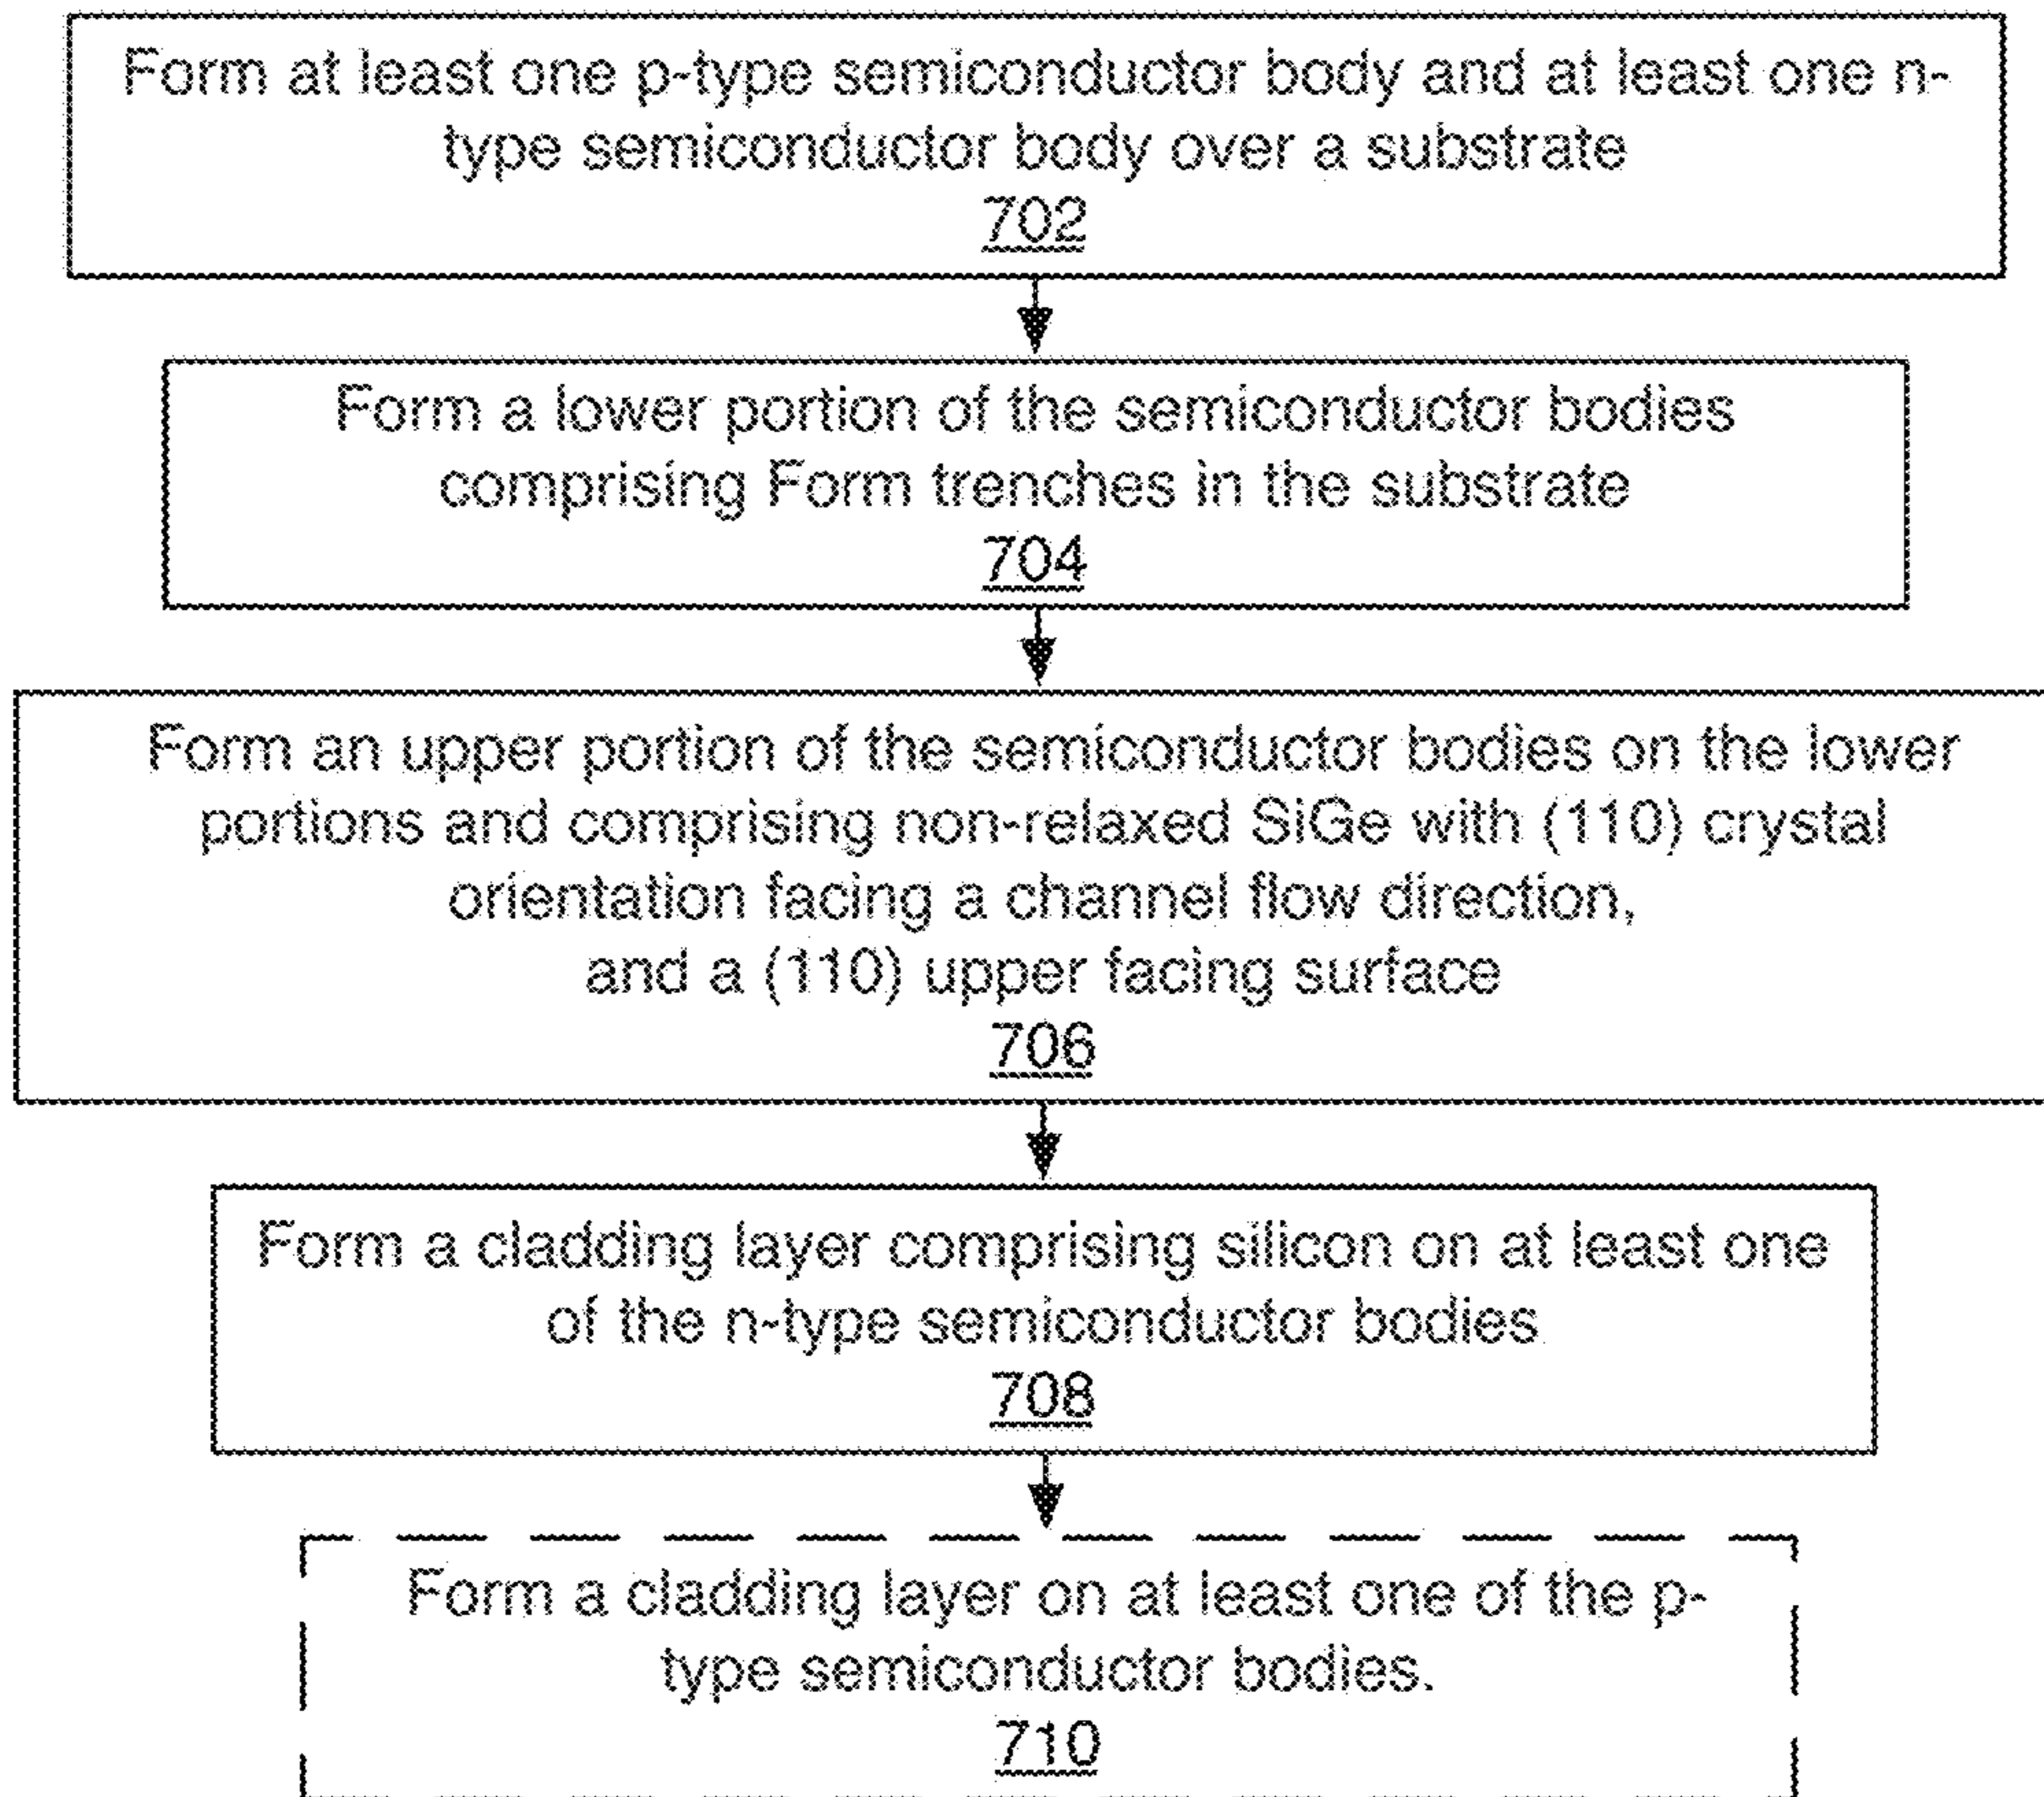 Form at least one p-type semiconductor body and at least one n-
type semiconductor body over a substrate
702
Form a lower portion of the semiconductor bodies
comprising Form trenches in the substrate
704
Form an upper portion of the semiconductor bodies on the lower
portions and comprising non-relaxed SiGe with (110) crystal
orientation facing a channel flow direction,
and a (110) upper facing surface
706
Form a cladding layer comprising silicon on at least one
of the n-type semiconductor bodies
708
Form a cladding layer on at least one of the p-
type semiconductor bodies.
710